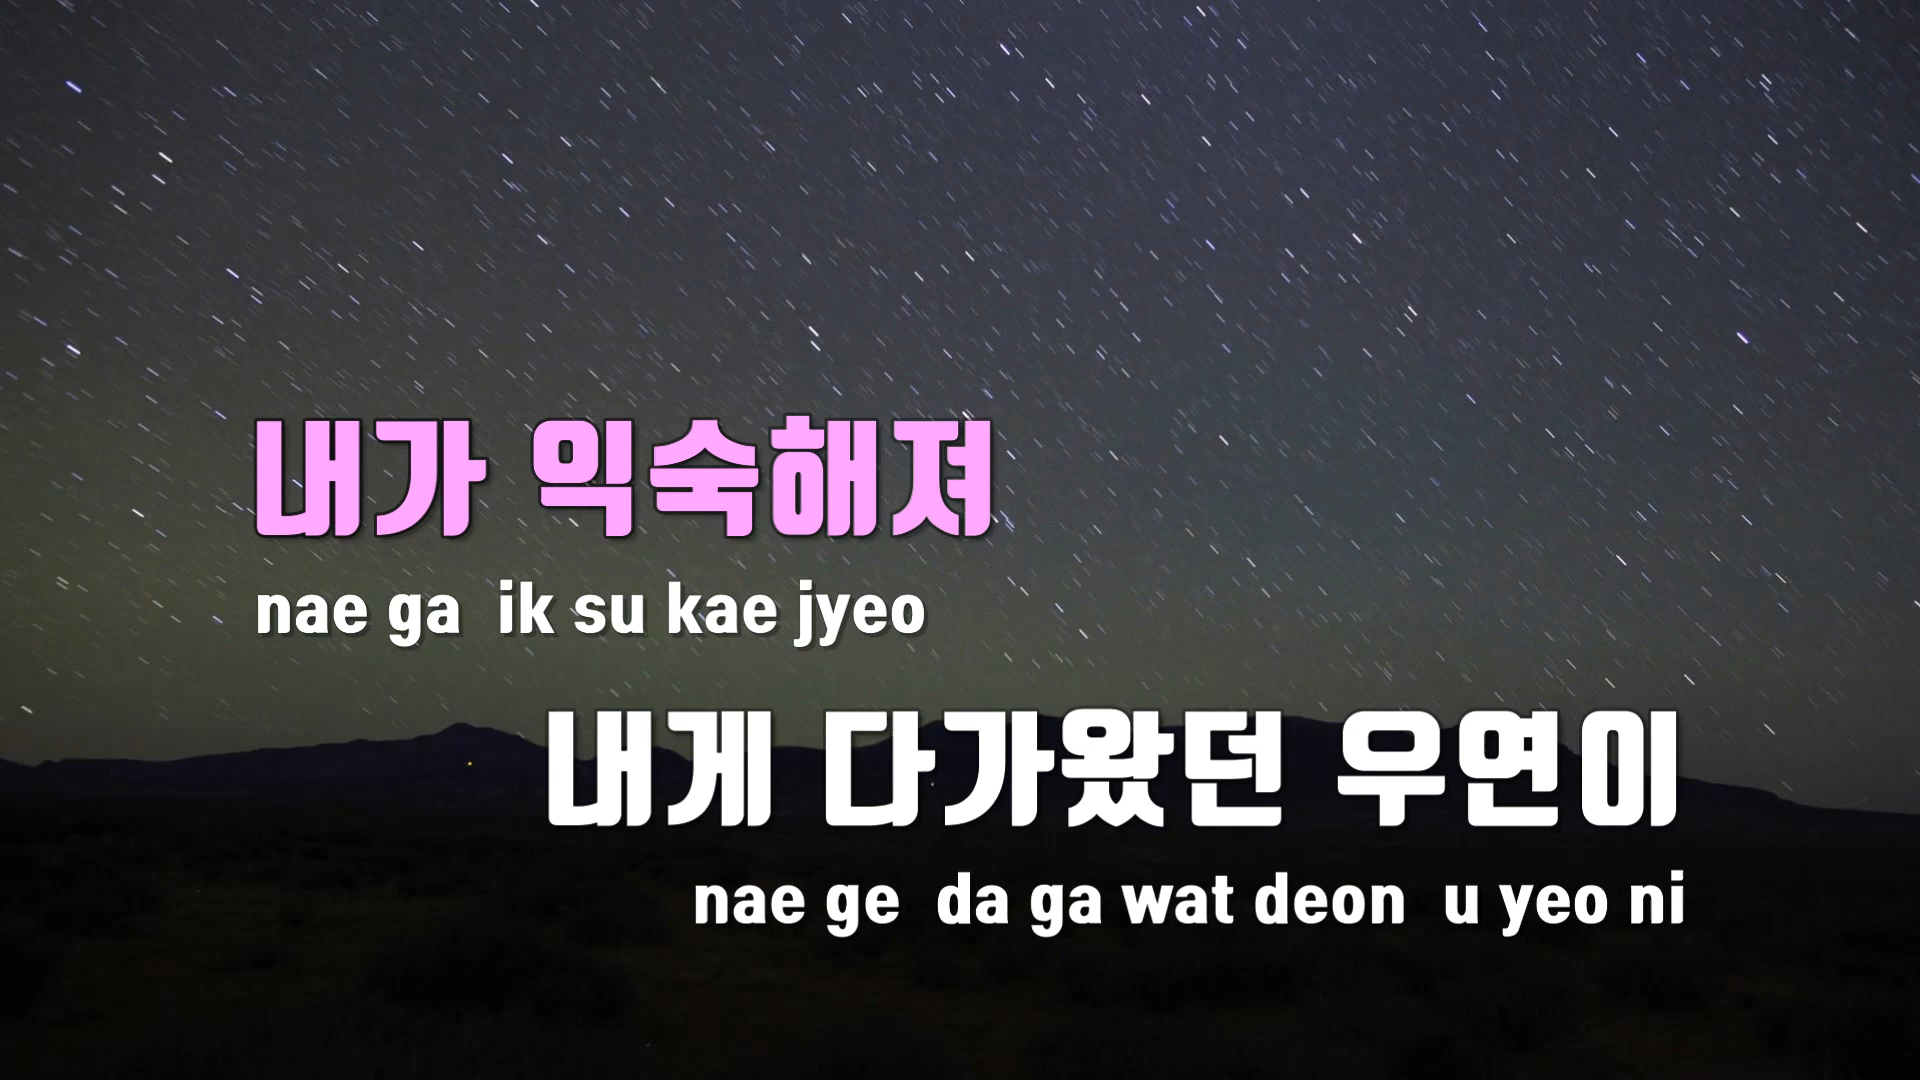 내가 익숙해져
nae ga ik su kae jyeo
내게 다가왔던 우연이
nae ge da ga wat deon u yeo ni